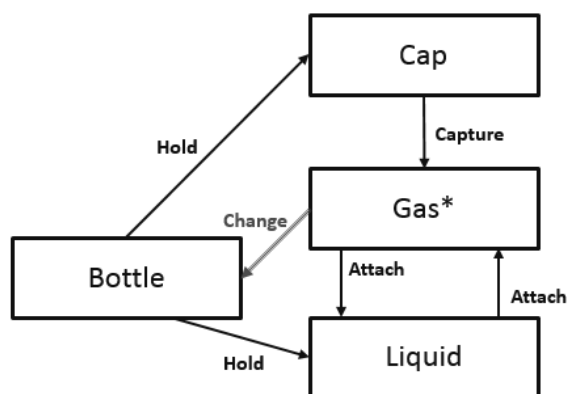 Cap
Hold
Capture
Gas*
Change
Bottle
Attach
Attach
Liquid
Hold